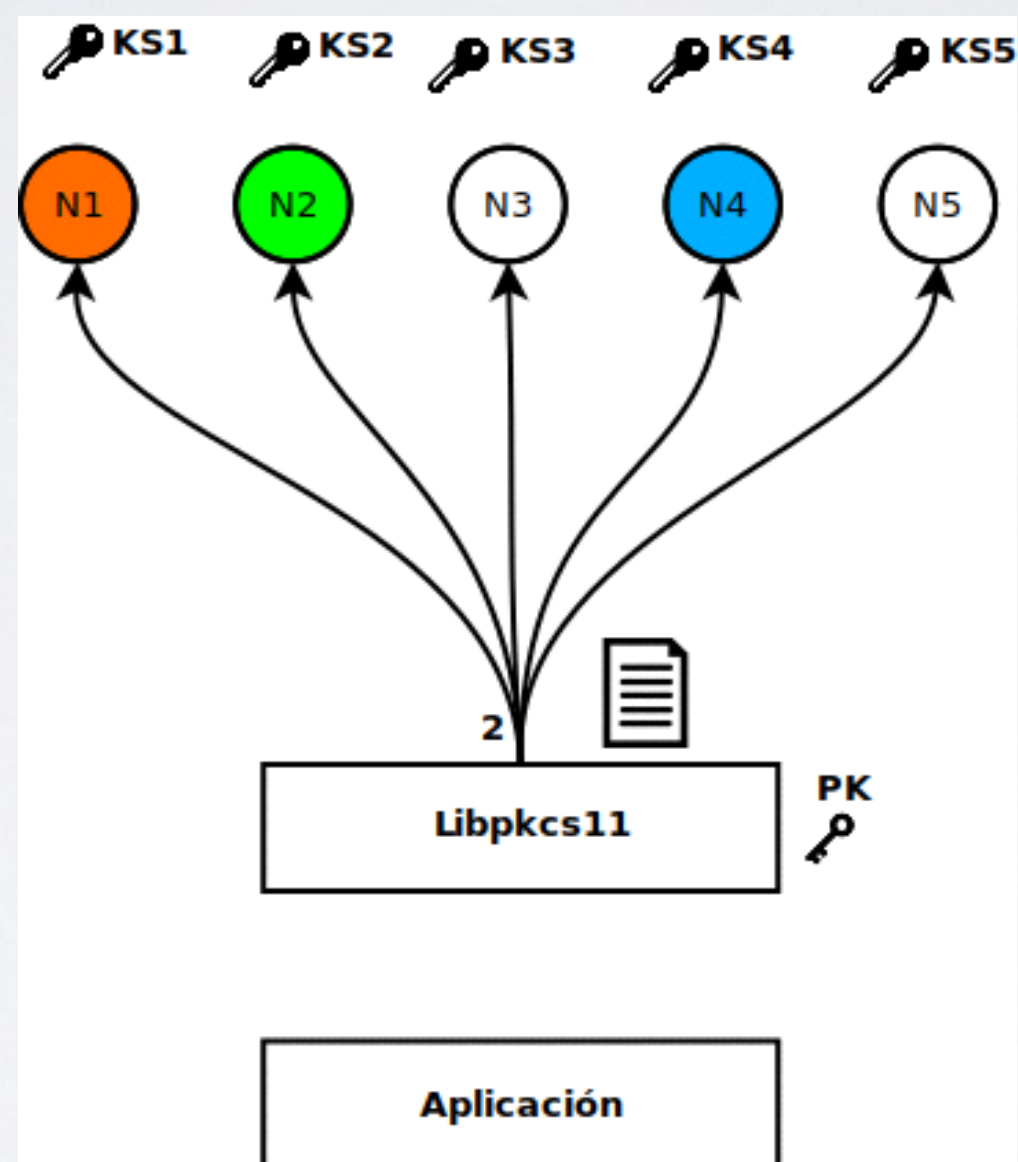 KS1 KS2 KS3 KS4 KS5
N1 N2 N3 N4 N5
2
PK
Libpkcs11
Aplicación